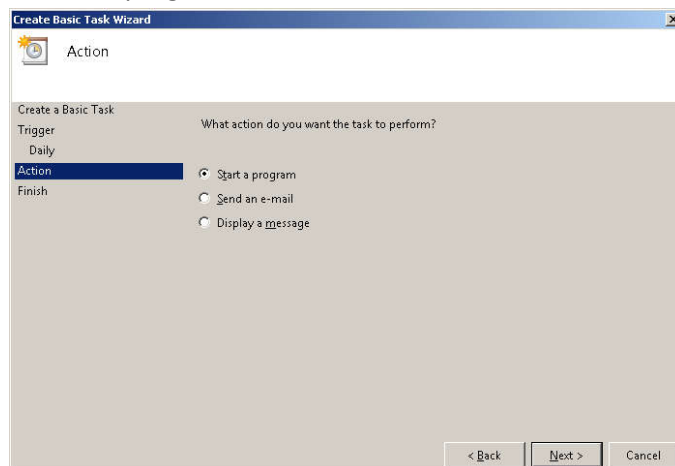 Create Basic Task Wizard
Action
Create a Basic Task
Trigger
Daily
Action
Finish
What action do you want the task to perform?
Start a program
Send an e-mail
Display a message
< Back
Next >
Cancel